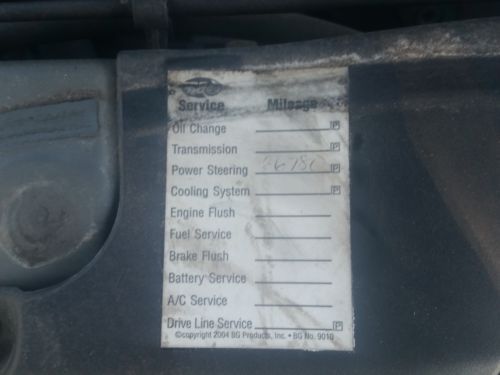 Service Mileage
Oil Change P
Transmission P
Power Steering P
Cooling System P
Engine Flush
Fuel Service
Brake Flush
Battery Service
A/C Service
Drive Line Service P
©copyright 2004 BG Products, Inc. • BG No. 9010